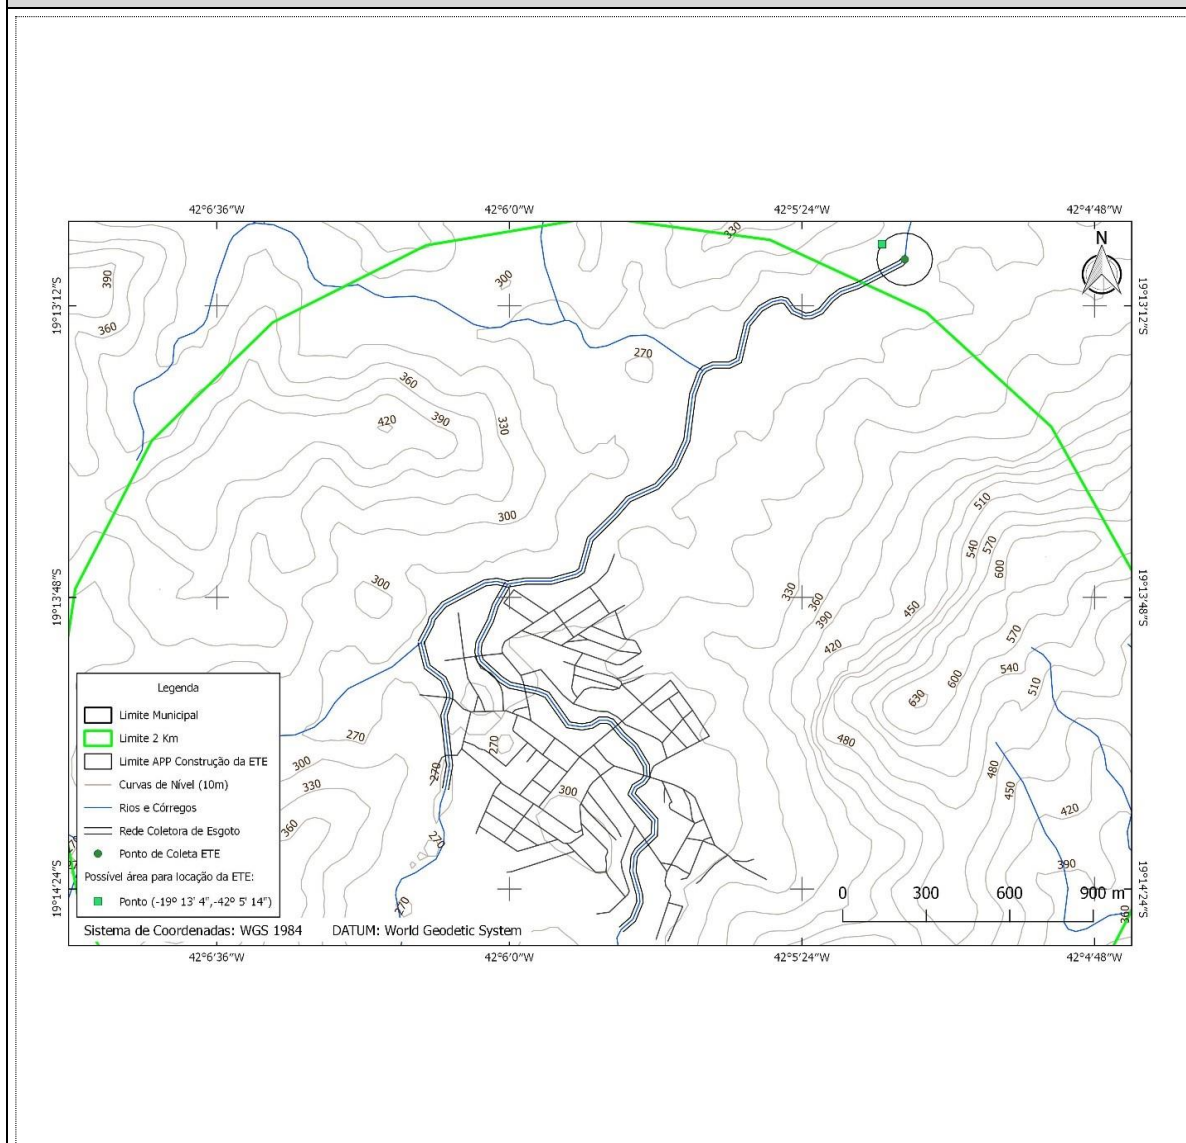 42°6'36"W 42°6'0"W 42°5'24"W 42°4'48"W
330
N
390
300
19°13'12"S 19°13'12"S
360
270
360
420 390 330
510
300
540 570
600
300
19°13'48"S 19°13'48"S
330 360
390
450
570
420
540
600
510
630
Legenda
Limite Municipal
Limite 2 Km
Limite APP Construção da ETE
Curvas de Nível (10m)
Rios e Córregos
Rede Coletora de Esgoto
Ponto de Coleta ETE
Possível área para locação da ETE:
Ponto (-19º 13' 4",-42º 5' 14")
270
270
480
300
270
480
330
450
300
420
360
270
390
19°14'24"S 19°14'24"S
270
0 300 600 900 m
360
Sistema de Coordenadas: WGS 1984 DATUM: World Geodetic System
42°6'36"W 42°6'0"W 42°5'24"W 42°4'48"W